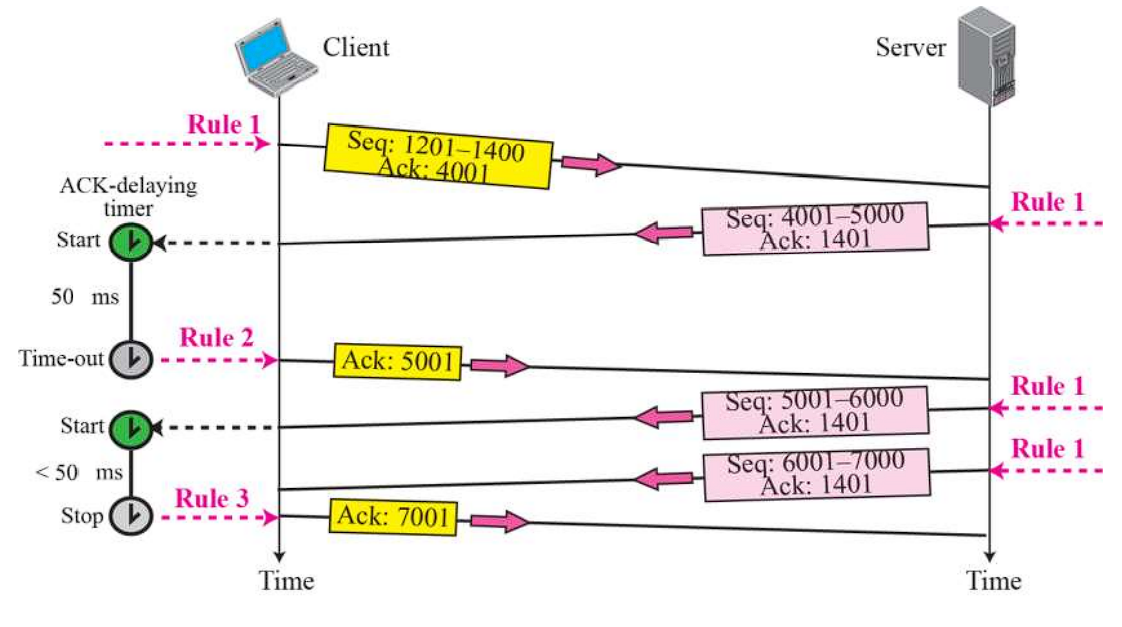 Client
Server
Rule 1
Seq: 1201–1400
Ack: 4001
ACK-delaying
timer
Rule 1
Seq: 4001–5000
Ack: 1401
Start
50 ms
Rule 2
Time-out
Ack: 5001
Rule 1
Seq: 5001–6000
Ack: 1401
Start
Rule 1
Seq: 6001–7000
Ack: 1401
< 50 ms
Rule 3
Stop
Ack: 7001
Time
Time